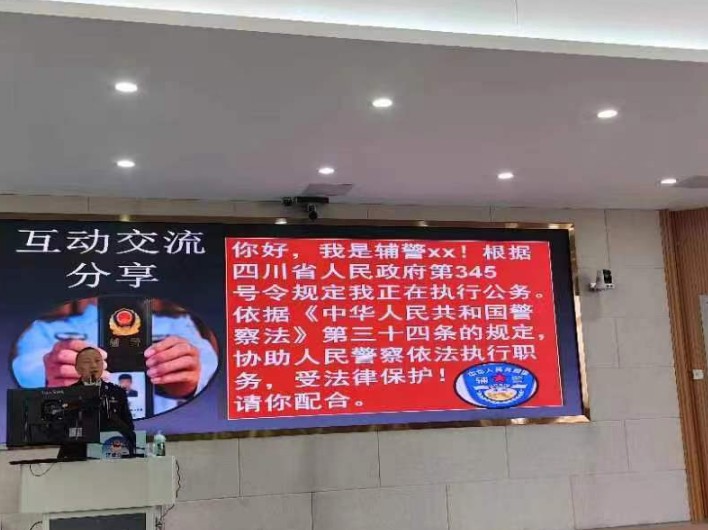 互动交流
分享
你好，我是辅警xx！根据
四川省人民政府第345
号令规定我正在执行公务。
依据《中华人民共和国警
察法》第三十四条的规定，
协助人民警察依法执行职
务，受法律保护！
请你配合。
辅警
辅